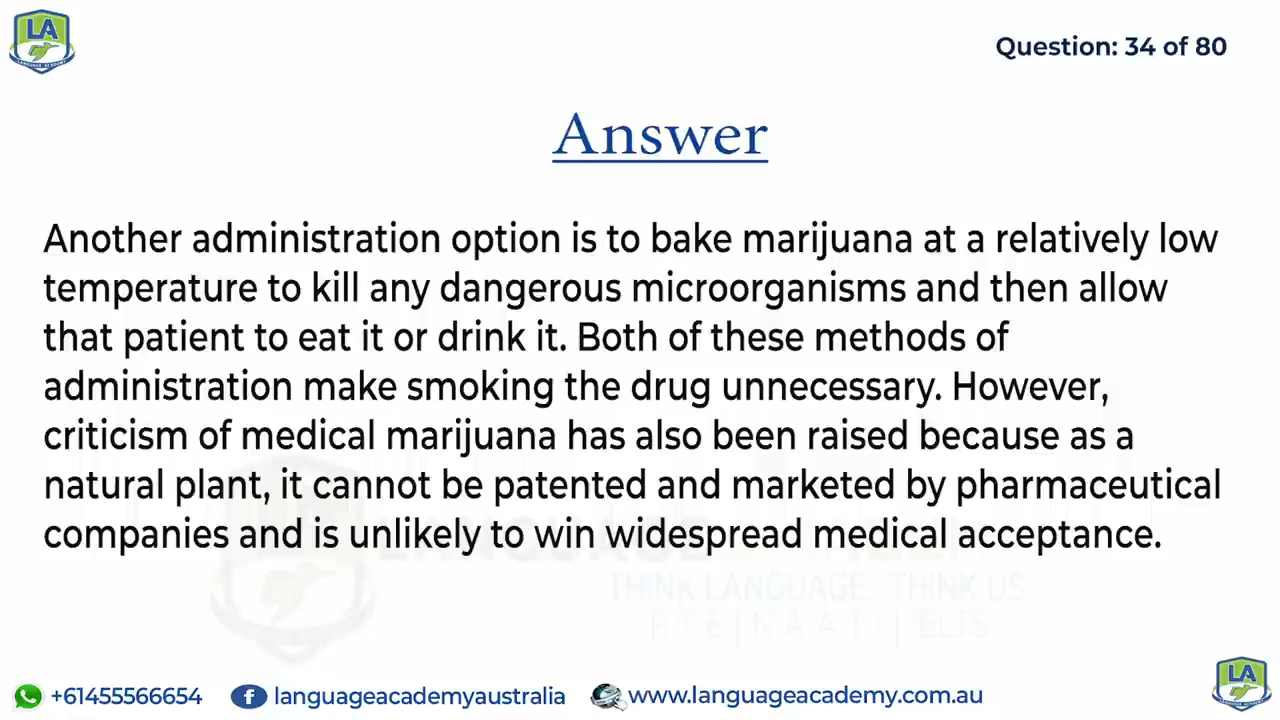 LA
LANGUAGE ACADEMY
Question: 34 of 80
Answer
Another administration option is to bake marijuana at a relatively low
temperature to kill any dangerous microorganisms and then allow
that patient to eat it or drink it. Both of these methods of
administration make smoking the drug unnecessary. However,
criticism of medical marijuana has also been raised because as a
natural plant, it cannot be patented and marketed by pharmaceutical
companies and is unlikely to win widespread medical acceptance.
LANGUAGE
THINK LANGUAGE, THINK US
PTE | NAATI | IELTS
+61455566654
languageacademyaustralia
www.languageacademy.com.au
LA